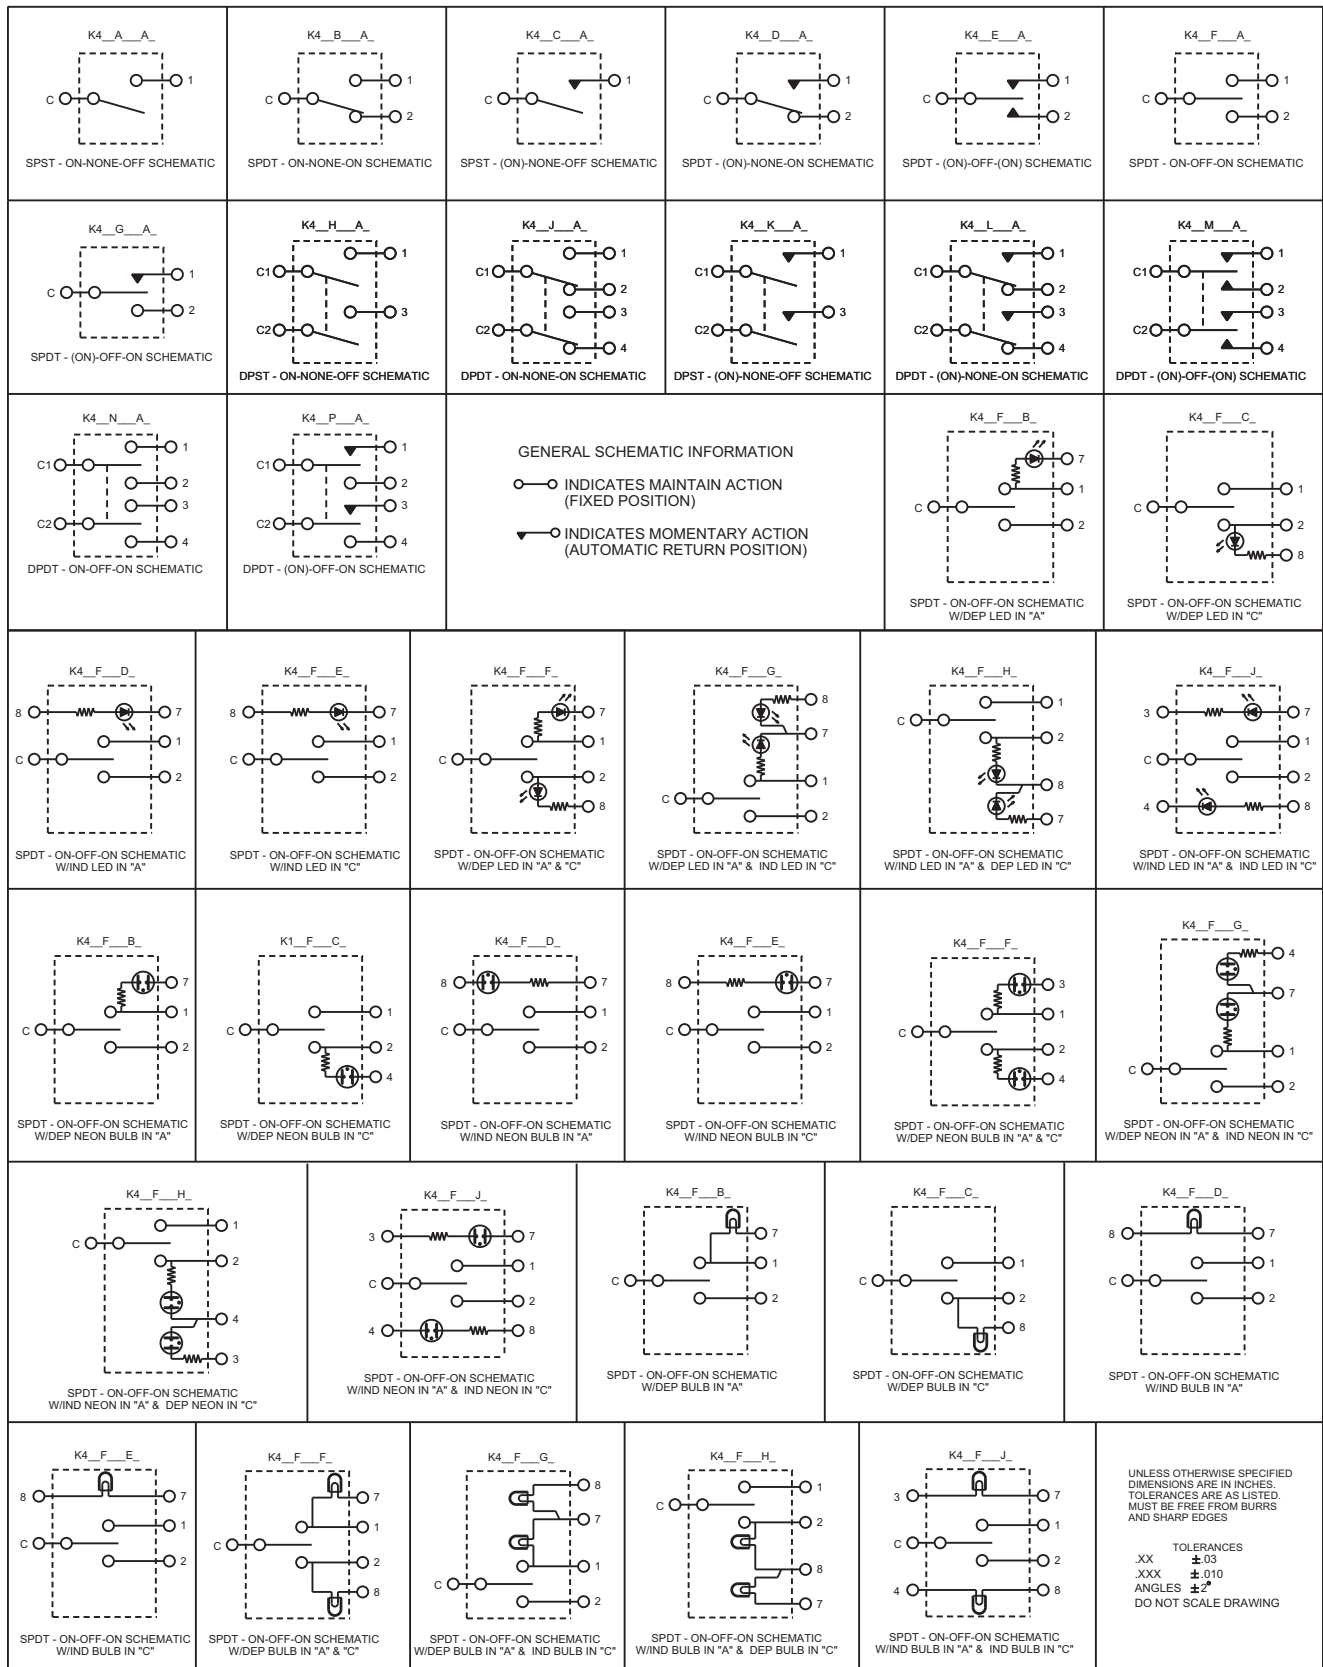 K4__A___A_
C
1
SPST - ON-NONE-OFF SCHEMATIC
K4__B___A_
C
1
2
SPDT - ON-NONE-ON SCHEMATIC
K4__C___A_
C
1
SPST - (ON)-NONE-OFF SCHEMATIC
K4__D___A_
C
1
2
SPDT - (ON)-NONE-ON SCHEMATIC
K4__E___A_
C
1
2
SPDT - (ON)-OFF-(ON) SCHEMATIC
K4__F___A_
C
1
2
SPDT - ON-OFF-ON SCHEMATIC
K4__G___A_
C
1
2
SPDT - (ON)-OFF-ON SCHEMATIC
K4__H___A_
C1
C2
1
3
DPST - ON-NONE-OFF SCHEMATIC
K4__J___A_
C1
C2
1
2
3
4
DPDT - ON-NONE-ON SCHEMATIC
K4__K___A_
C1
C2
1
3
DPST - (ON)-NONE-OFF SCHEMATIC
K4__L___A_
C1
C2
1
2
3
4
DPDT - (ON)-NONE-ON SCHEMATIC
K4__M___A_
C1
C2
1
2
3
4
DPDT - (ON)-OFF-(ON) SCHEMATIC
K4__N___A_
C1
C2
1
2
3
4
DPDT - ON-OFF-ON SCHEMATIC
K4__P___A_
C1
C2
1
2
3
4
DPDT - (ON)-OFF-ON SCHEMATIC
GENERAL SCHEMATIC INFORMATION
INDICATES MAINTAIN ACTION
(FIXED POSITION)
INDICATES MOMENTARY ACTION
(AUTOMATIC RETURN POSITION)
K4__F___B_
C
7
1
2
SPDT - ON-OFF-ON SCHEMATIC
W/DEP LED IN "A"
K4__F___C_
C
1
2
8
SPDT - ON-OFF-ON SCHEMATIC
W/DEP LED IN "C"
K4__F___D_
8
7
1
C
2
SPDT - ON-OFF-ON SCHEMATIC
W/IND LED IN "A"
K4__F___E_
8
7
1
C
2
SPDT - ON-OFF-ON SCHEMATIC
W/IND LED IN "C"
K4__F___F_
7
1
C
2
8
SPDT - ON-OFF-ON SCHEMATIC
W/DEP LED IN "A" & "C"
K4__F___G_
8
7
1
C
2
SPDT - ON-OFF-ON SCHEMATIC
W/DEP LED IN "A" & IND LED IN "C"
K4__F___H_
1
C
2
8
7
SPDT - ON-OFF-ON SCHEMATIC
W/IND LED IN "A" & DEP LED IN "C"
K4__F___J_
3
7
1
C
2
4
8
SPDT - ON-OFF-ON SCHEMATIC
W/IND LED IN "A" & IND LED IN "C"
K4__F___B_
7
1
C
2
SPDT - ON-OFF-ON SCHEMATIC
W/DEP NEON BULB IN "A"
K1__F___C_
1
C
2
4
SPDT - ON-OFF-ON SCHEMATIC
W/DEP NEON BULB IN "C"
K4__F___D_
8
7
1
C
2
SPDT - ON-OFF-ON SCHEMATIC
W/IND NEON BULB IN "A"
K4__F___E_
8
7
1
C
2
SPDT - ON-OFF-ON SCHEMATIC
W/IND NEON BULB IN "C"
K4__F___F_
3
1
C
2
4
SPDT - ON-OFF-ON SCHEMATIC
W/DEP NEON BULB IN "A" & "C"
K4__F___G_
4
7
1
C
2
SPDT - ON-OFF-ON SCHEMATIC
W/DEP NEON IN "A" & IND NEON IN "C"
K4__F___H_
1
C
2
4
3
SPDT - ON-OFF-ON SCHEMATIC
W/IND NEON IN "A" & DEP NEON IN "C"
K4__F___J_
3
7
1
C
2
4
8
SPDT - ON-OFF-ON SCHEMATIC
W/IND NEON IN "A" & IND NEON IN "C"
K4__F___B_
7
1
C
2
SPDT - ON-OFF-ON SCHEMATIC
W/DEP BULB IN "A"
K4__F___C_
1
C
2
8
SPDT - ON-OFF-ON SCHEMATIC
W/DEP BULB IN "C"
K4__F___D_
8
7
1
C
2
SPDT - ON-OFF-ON SCHEMATIC
W/IND BULB IN "A"
K4__F___E_
8
7
1
C
2
SPDT - ON-OFF-ON SCHEMATIC
W/IND BULB IN "C"
K4__F___F_
7
1
C
2
8
SPDT - ON-OFF-ON SCHEMATIC
W/DEP BULB IN "A" & "C"
K4__F___G_
8
7
1
C
2
SPDT - ON-OFF-ON SCHEMATIC
W/DEP BULB IN "A" & IND BULB IN "C"
K4__F___H_
1
C
2
8
7
SPDT - ON-OFF-ON SCHEMATIC
W/IND BULB IN "A" & DEP BULB IN "C"
K4__F___J_
3
7
1
C
2
4
8
SPDT - ON-OFF-ON SCHEMATIC
W/IND BULB IN "A" & IND BULB IN "C"
UNLESS OTHERWISE SPECIFIED
DIMENSIONS ARE IN INCHES.
TOLERANCES ARE AS LISTED.
MUST BE FREE FROM BURRS
AND SHARP EDGES
TOLERANCES
.XX ±.03
.XXX ±.010
ANGLES ±2°
DO NOT SCALE DRAWING